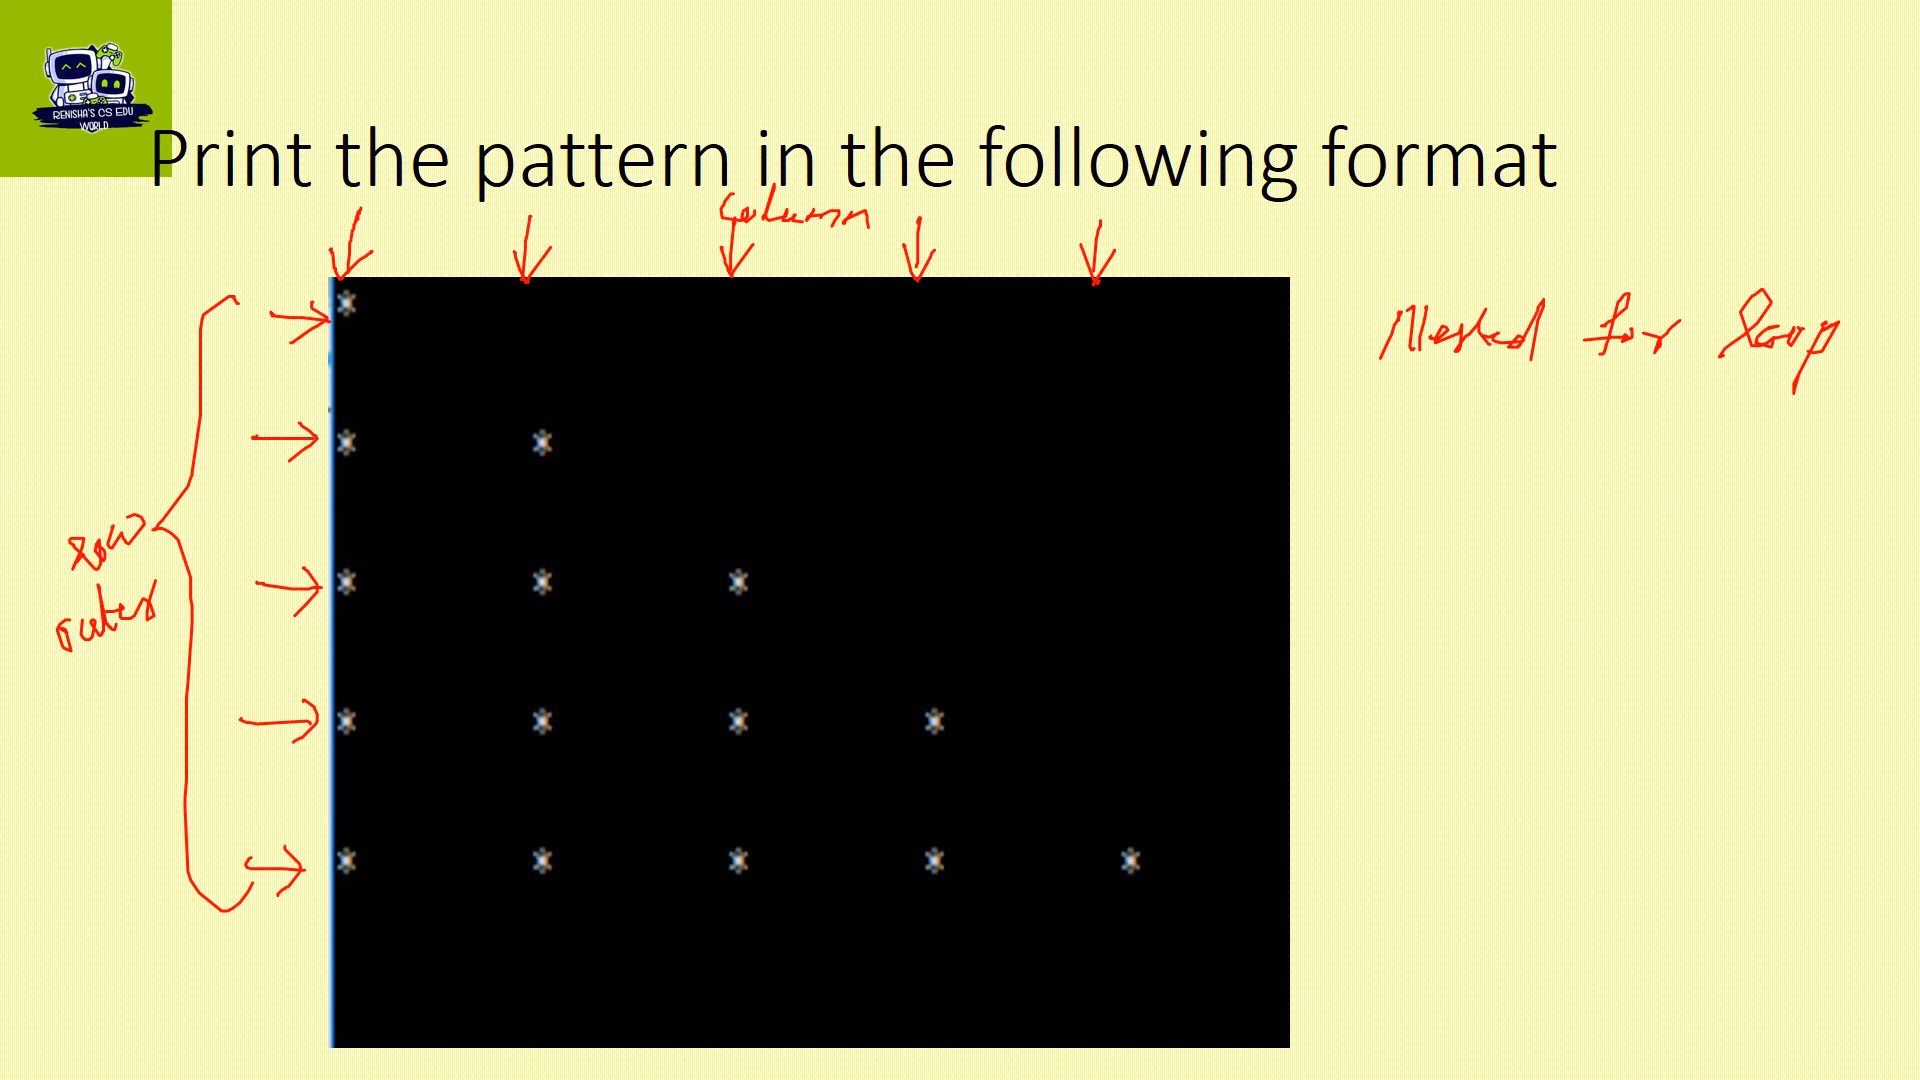 RENISHA'S CS EDU
WORLD
Print the pattern in the following format
column
Nested for loop
*
* *
* * *
* * * *
* * * * *
row
outer